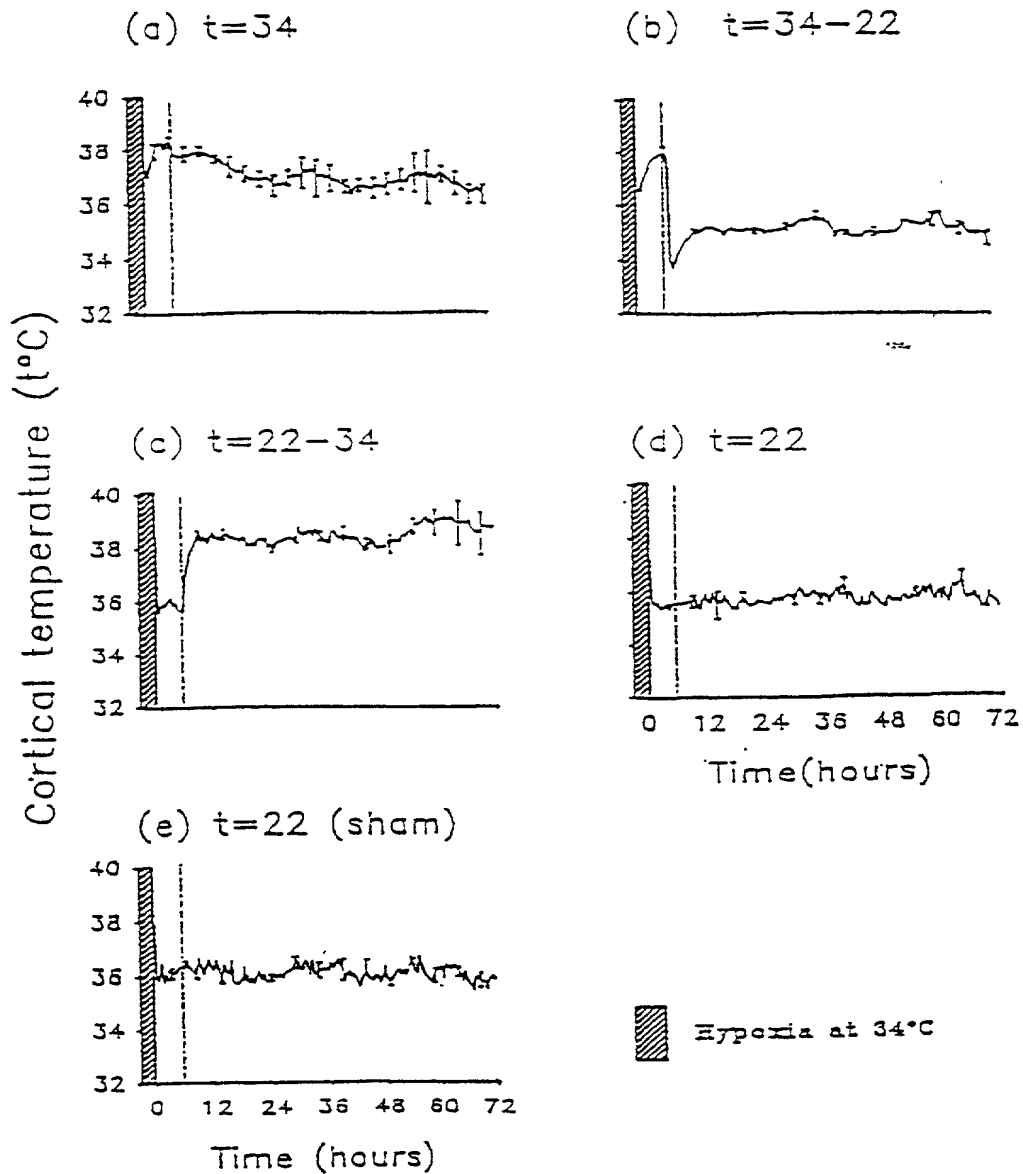 (a) t=34
(b) t=34-22
40
38
36
34
32
Cortical temperature (t°C)
(c) t=22-34
(d) t=22
40
38
36
34
32
0 12 24 36 48 60 72
Time(hours)
(e) t=22 (sham)
40
38
36
34
32
0 12 24 36 48 60 72
Time (hours)
Hypoxia at 34°C